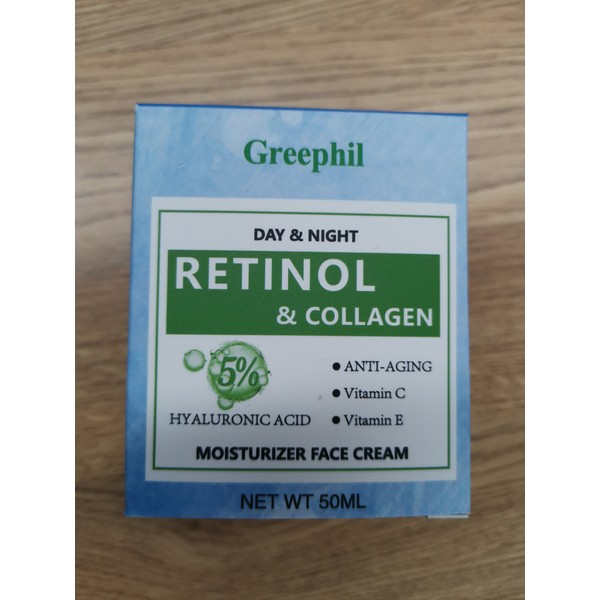 Greephil
DAY & NIGHT
RETINOL
& COLLAGEN
5%
HYALURONIC ACID
● ANTI-AGING
● Vitamin C
● Vitamin E
MOISTURIZER FACE CREAM
NET WT 50ML